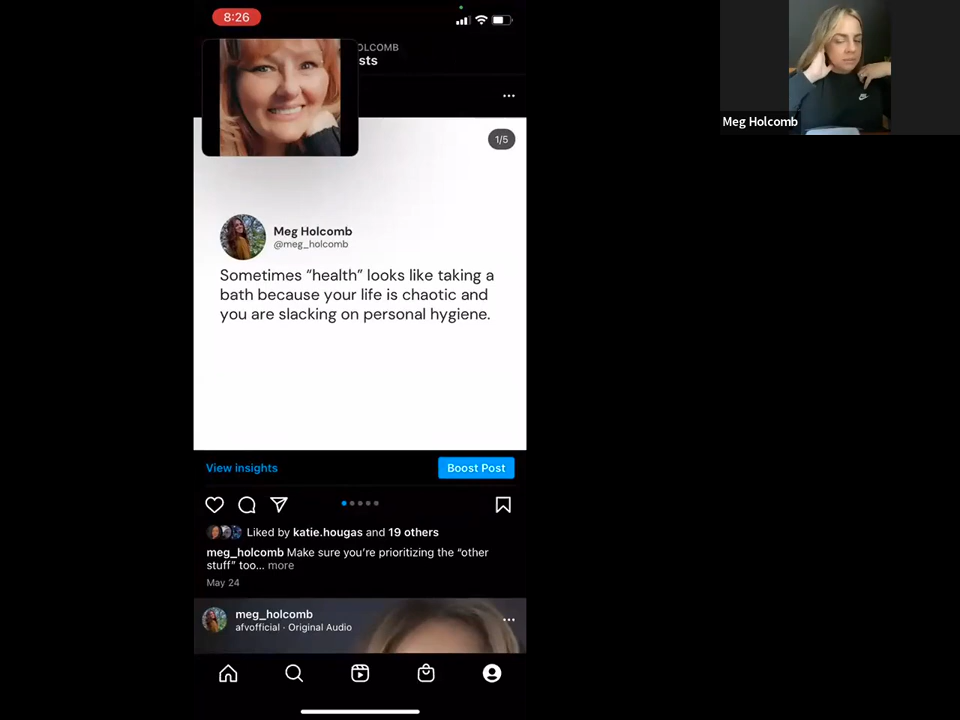 8:26
OLCOMB
sts
1/5
Meg Holcomb
Meg Holcomb
@meg_holcomb
Sometimes “health” looks like taking a
bath because your life is chaotic and
you are slacking on personal hygiene.
View insights
Boost Post
Liked by katie.hougas and 19 others
meg_holcomb Make sure you're prioritizing the “other
stuff” too... more
May 24
meg_holcomb
afvofficial · Original Audio